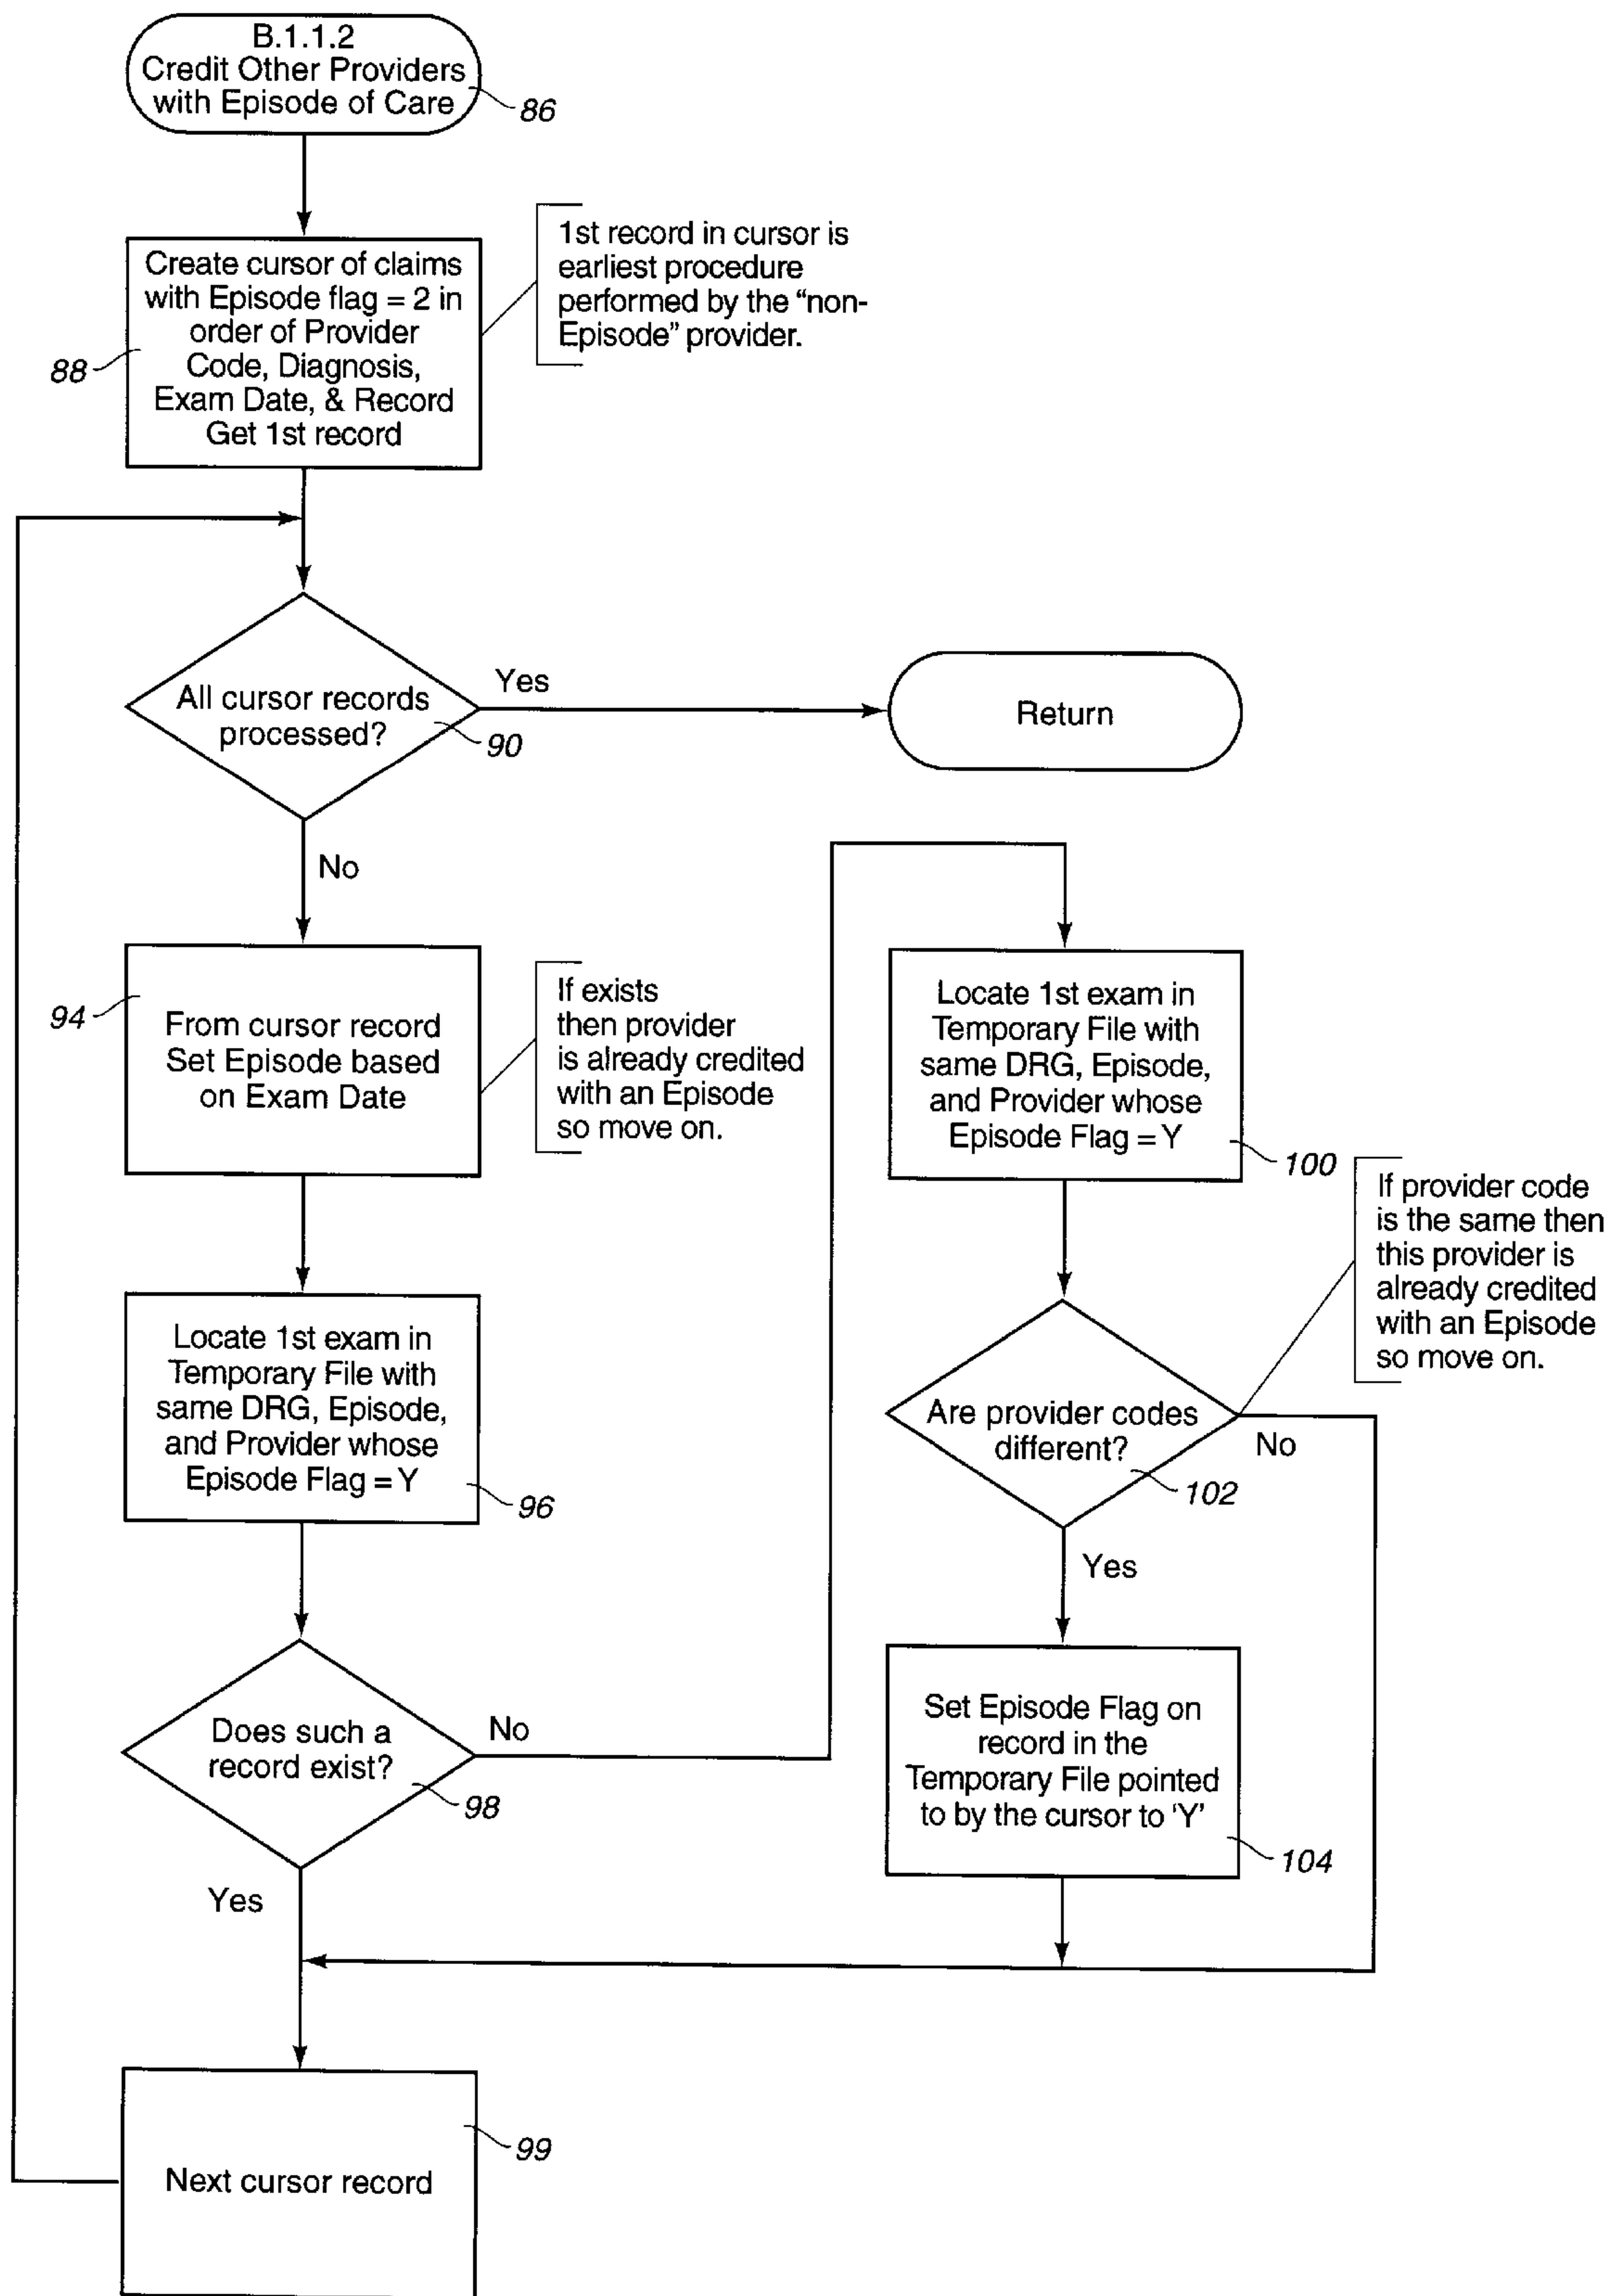 B.1.1.2
Credit Other Providers
with Episode of Care
86
Create cursor of claims
with Episode flag = 2 in
order of Provider
Code, Diagnosis,
Exam Date, & Record
Get 1st record
88
1st record in cursor is
earliest procedure
performed by the “non-
Episode” provider.
All cursor records
processed?
90
Yes
Return
No
From cursor record
Set Episode based
on Exam Date
94
If exists
then provider
is already credited
with an Episode
so move on.
Locate 1st exam in
Temporary File with
same DRG, Episode,
and Provider whose
Episode Flag = Y
96
Does such a
record exist?
98
No
Yes
Next cursor record
99
Locate 1st exam in
Temporary File with
same DRG, Episode,
and Provider whose
Episode Flag = Y
100
If provider code
is the same then
this provider is
already credited
with an Episode
so move on.
Are provider codes
different?
102
No
Yes
Set Episode Flag on
record in the
Temporary File pointed
to by the cursor to ‘Y’
104